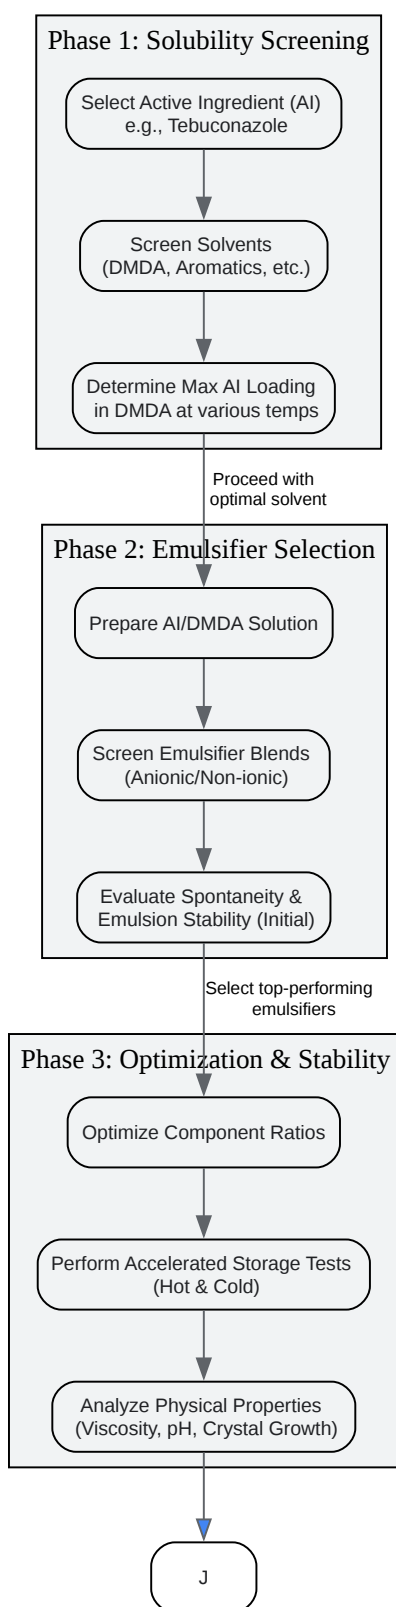 Phase 1: Solubility Screening
Select Active Ingredient (AI)
e.g., Tebuconazole
Screen Solvents
(DMDA, Aromatics, etc.)
Determine Max AI Loading
in DMDA at various temps
Proceed with
optimal solvent
Phase 2: Emulsifier Selection
Prepare AI/DMDA Solution
Screen Emulsifier Blends
(Anionic/Non-ionic)
Evaluate Spontaneity &
Emulsion Stability (Initial)
Select top-performing
emulsifiers
Phase 3: Optimization & Stability
Optimize Component Ratios
Perform Accelerated Storage Tests
(Hot & Cold)
Analyze Physical Properties
(Viscosity, pH, Crystal Growth)
J